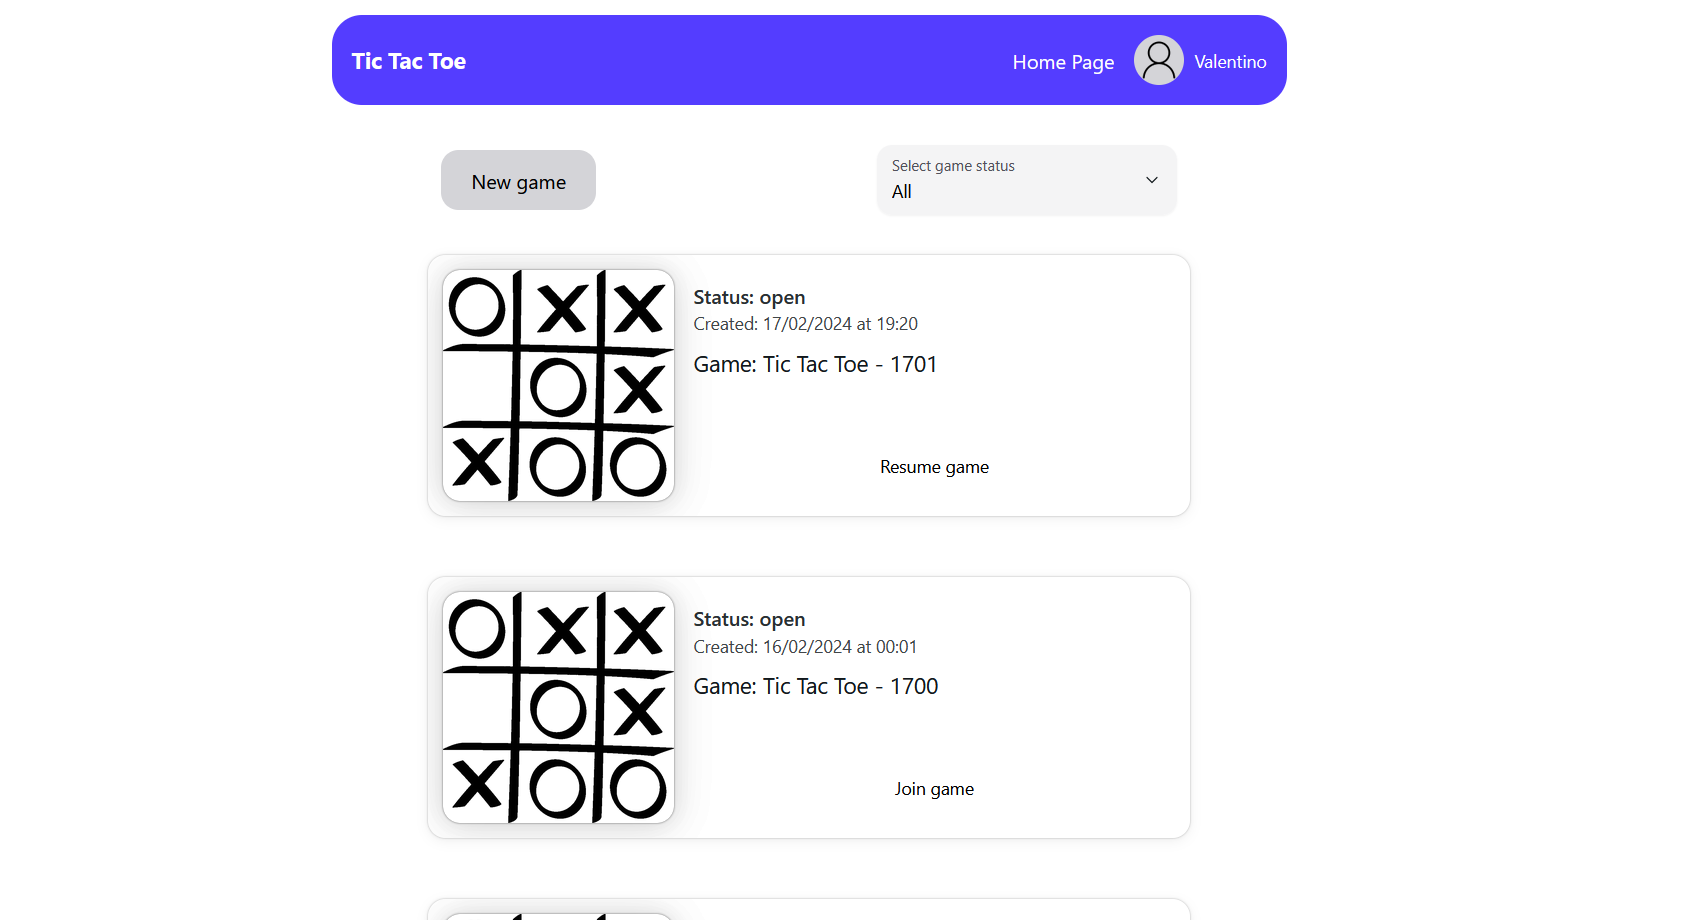 Tic Tac Toe
Home Page
Valentino
New game
Select game status
All
Status: open
Created: 17/02/2024 at 19:20
Game: Tic Tac Toe - 1701
Resume game
Status: open
Created: 16/02/2024 at 00:01
Game: Tic Tac Toe - 1700
Join game